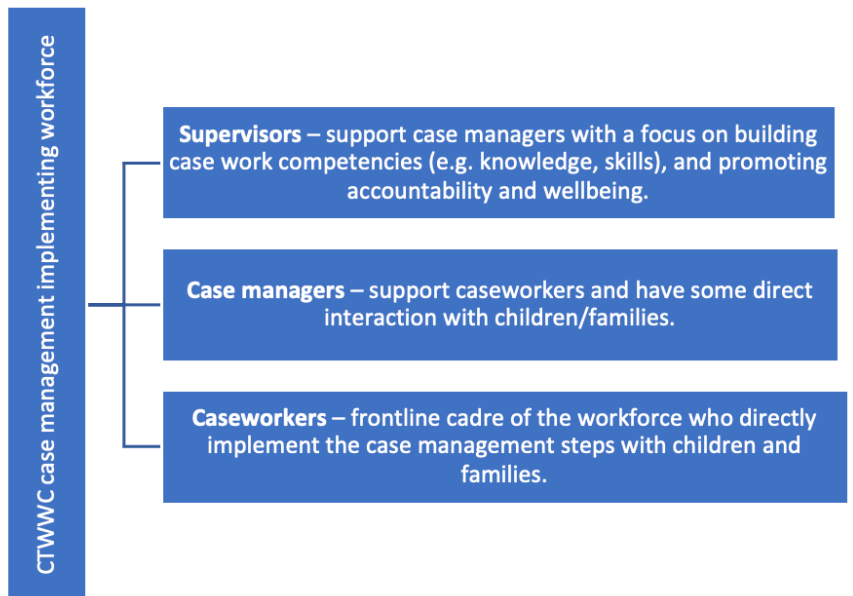 CTWWC case management implementing workforce
Supervisors – support case managers with a focus on building
case work competencies (e.g. knowledge, skills), and promoting
accountability and wellbeing.
Case managers – support caseworkers and have some direct
interaction with children/families.
Caseworkers – frontline cadre of the workforce who directly
implement the case management steps with children and
families.